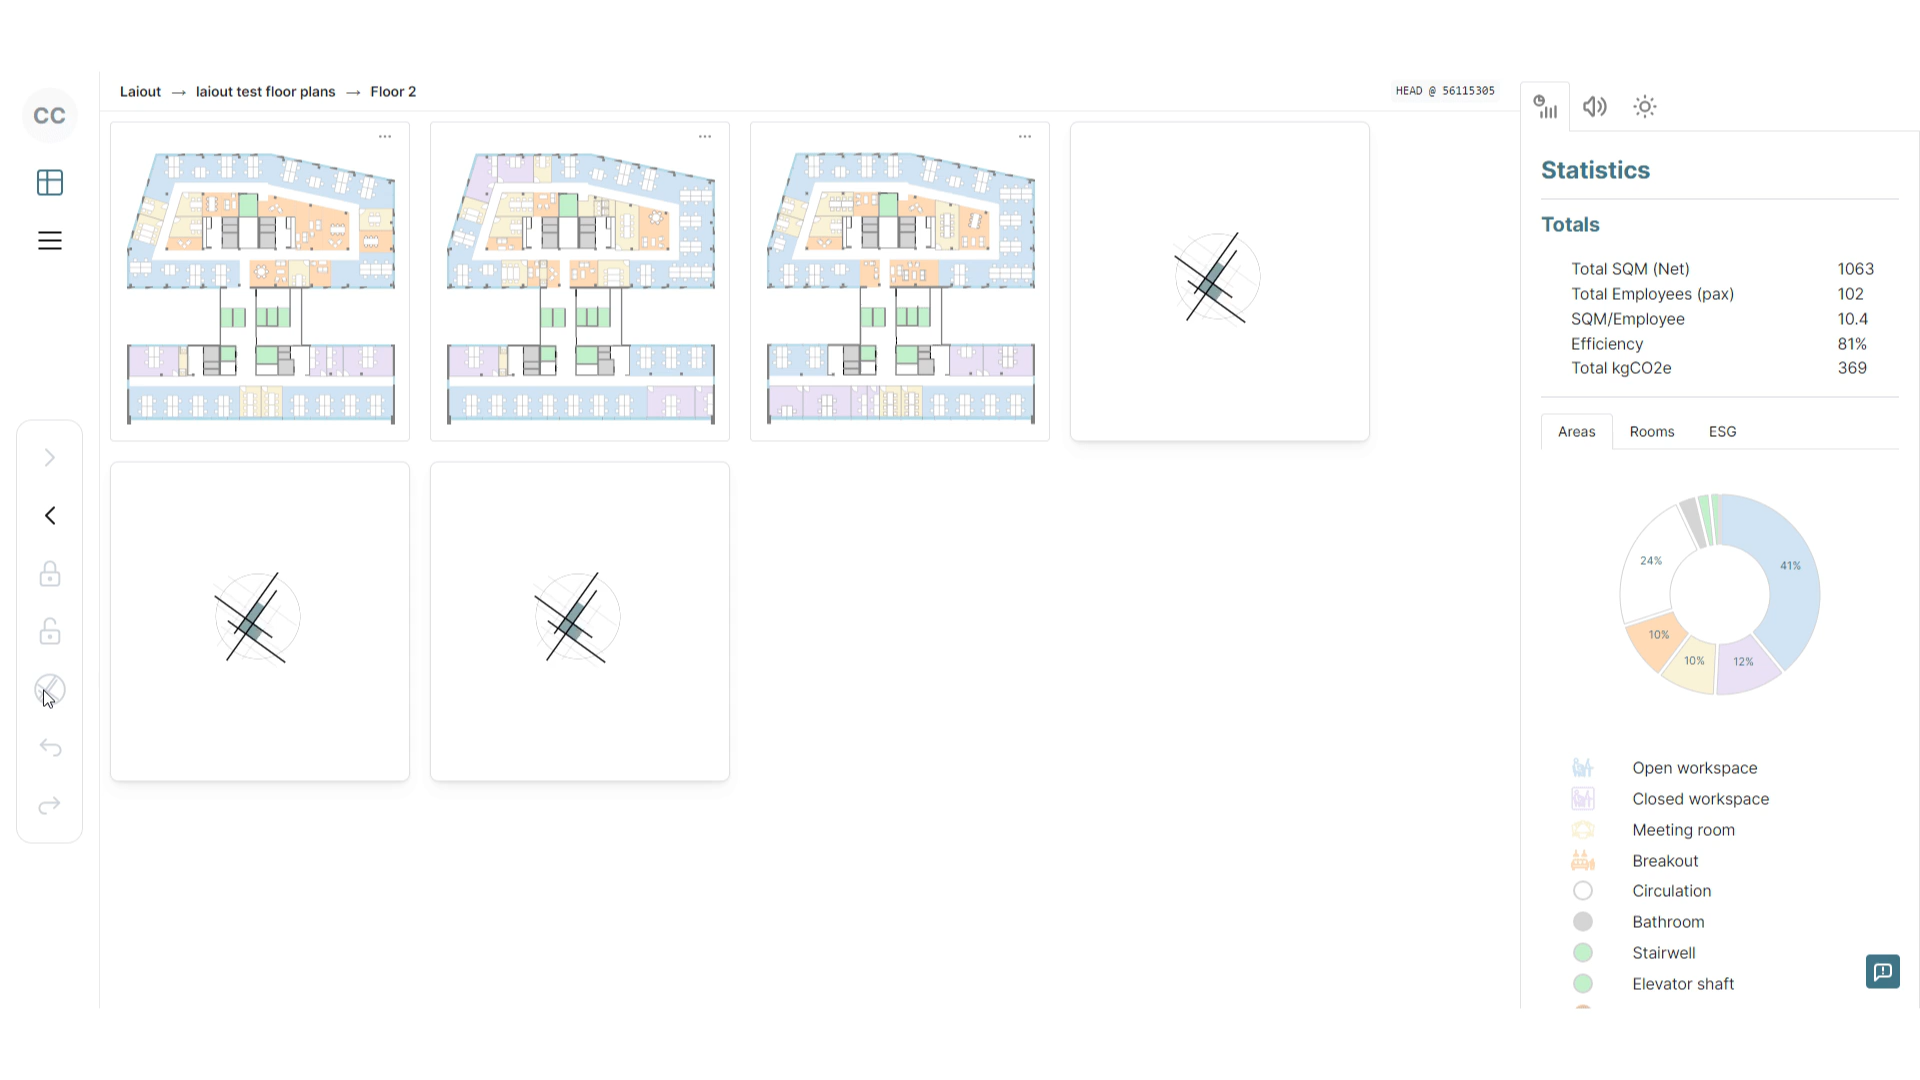 Laiout → laiout test floor plans → Floor 2
HEAD @ 56115305
CC
Statistics
Totals
Total SQM (Net) 1063
Total Employees (pax) 102
SQM/Employee 10.4
Efficiency 81%
Total kgCO2e 369
Areas Rooms ESG
24%
41%
10%
10%
12%
Open workspace
Closed workspace
Meeting room
Breakout
Circulation
Bathroom
Stairwell
Elevator shaft